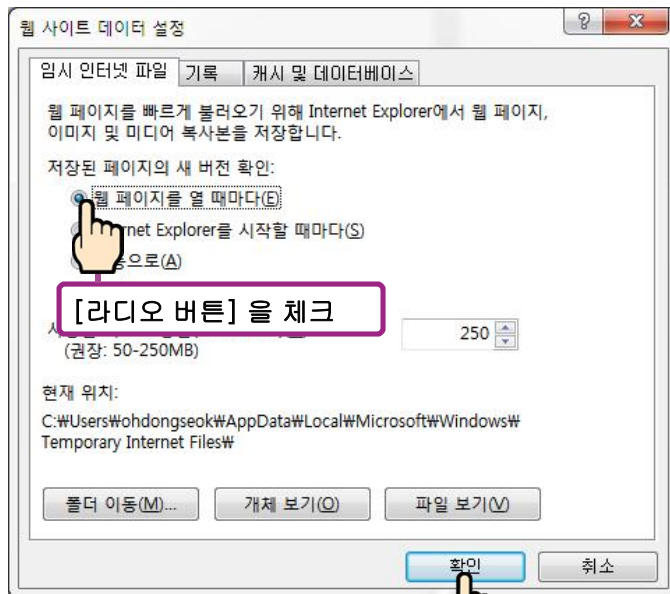 웹 사이트 데이터 설정
임시 인터넷 파일 기록 캐시 및 데이터베이스
웹 페이지를 빠르게 불러오기 위해 Internet Explorer에서 웹 페이지,
이미지 및 미디어 복사본을 저장합니다.
저장된 페이지의 새 버전 확인:
웹 페이지를 열 때마다(E)
Explorer를 시작할 때마다(S)
[라디오 버튼] 을 체크
250
(권장: 50-250MB)
현재 위치:
C:₩Users₩ohdongseok₩AppData₩Local₩Microsoft₩Windows₩
Temporary Internet Files₩
폴더 이동(M)... 개체 보기(O) 파일 보기(V)
확인 취소